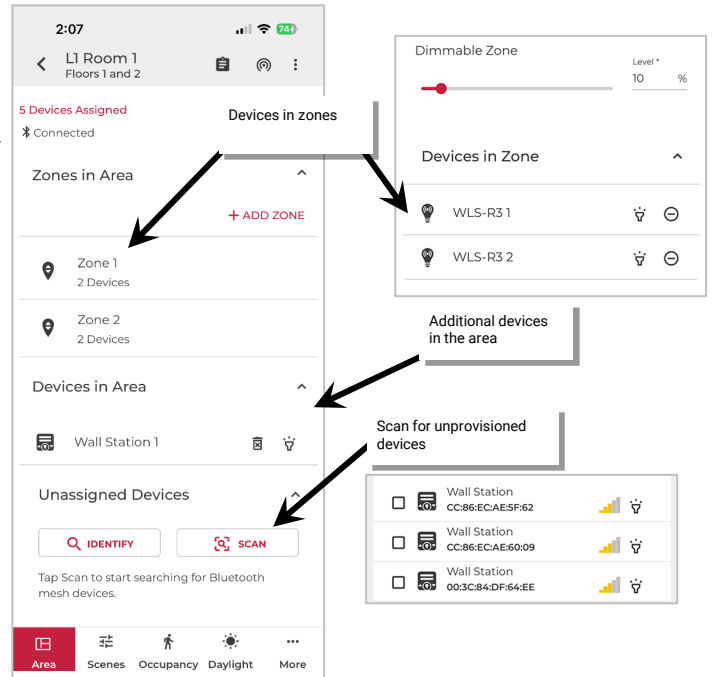 2:07
74
L1 Room 1
Floors 1 and 2
5 Devices Assigned
Connected
Zones in Area
+ ADD ZONE
Zone 1
2 Devices
Zone 2
2 Devices
Devices in Area
Wall Station 1
Unassigned Devices
IDENTIFY
SCAN
Tap Scan to start searching for Bluetooth
mesh devices.
Area
Scenes
Occupancy
Daylight
More
Devices in zones
Dimmable Zone
Level *
10 %
Devices in Zone
WLS-R3 1
WLS-R3 2
Additional devices
in the area
Scan for unprovisioned
devices
Wall Station
CC:86:EC:AE:5F:62
Wall Station
CC:86:EC:AE:60:09
Wall Station
00:3C:84:DF:64:EE